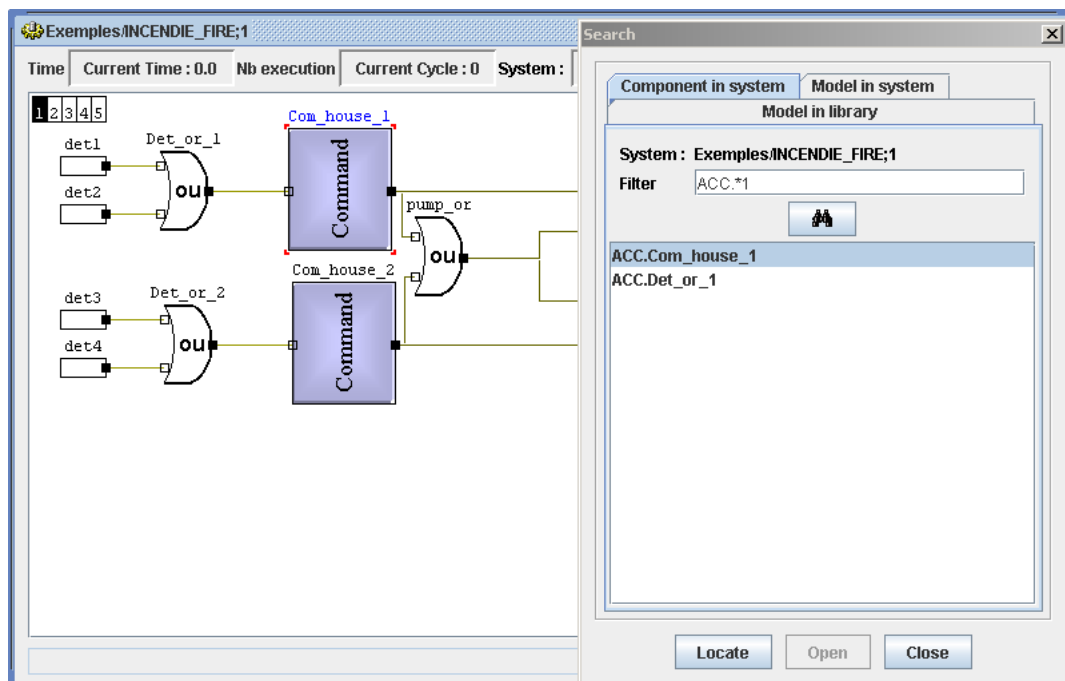 Exemples/INCENDIE_FIRE;1
Time Current Time : 0.0 Nb execution Current Cycle : 0 System :
1 2 3 4 5
det1
det2
Det_or_1
ou
Com_house_1
Command
pump_or
ou
det3
det4
Det_or_2
ou
Com_house_2
Command
Search
Component in system Model in system
Model in library
System : Exemples/INCENDIE_FIRE;1
Filter ACC.*1
ACC.Com_house_1
ACC.Det_or_1
Locate Open Close